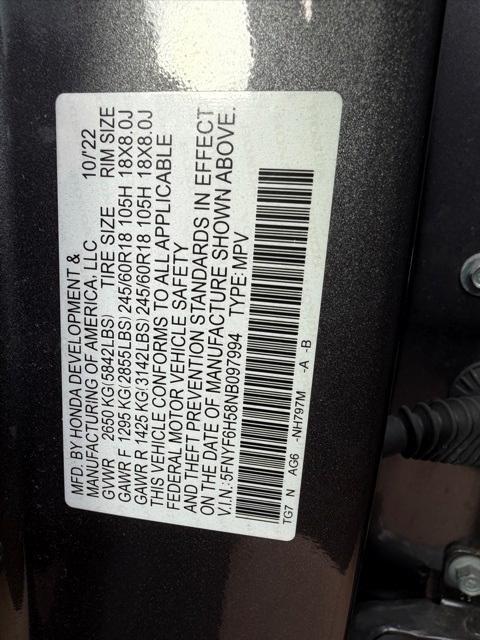 MFD. BY HONDA DEVELOPMENT &
MANUFACTURING OF AMERICA, LLC 10/'22
GVWR 2650 KG(5842LBS) TIRE SIZE RIM SIZE
GAWR F 1295 KG(2855LBS) 245/60R18 105H 18X8.0J
GAWR R 1425 KG(3142LBS) 245/60R18 105H 18X8.0J
THIS VEHICLE CONFORMS TO ALL APPLICABLE
FEDERAL MOTOR VEHICLE SAFETY
AND THEFT PREVENTION STANDARDS IN EFFECT
ON THE DATE OF MANUFACTURE SHOWN ABOVE.
V.I.N.: 5FNYF6H58NB097994 TYPE: MPV
TG7 N AG6 -NH797M -A -B